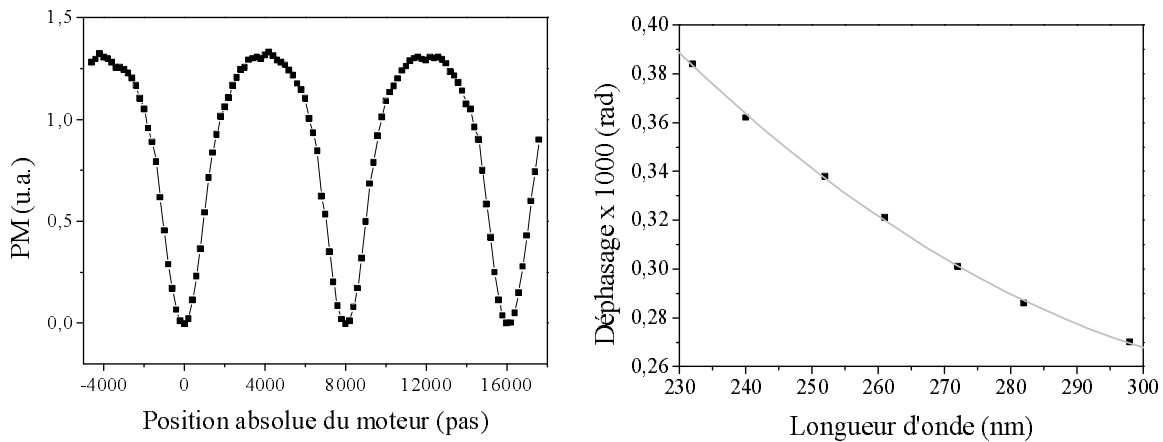 1,5
1,0
0,5
0,0
PM (u.a.)
-4000 0 4000 8000 12000 16000
Position absolue du moteur (pas)
0,40
0,38
0,36
0,34
0,32
0,30
0,28
0,26
Déphasage x 1000 (rad)
230 240 250 260 270 280 290 300
Longueur d'onde (nm)